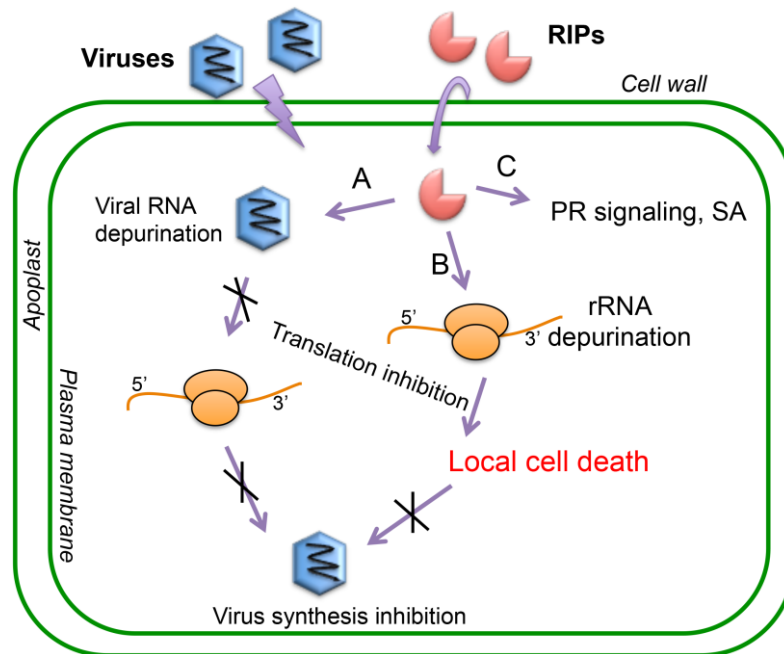 Viruses
RIPs
Cell wall
A
C
Viral RNA
depurination
PR signaling, SA
B
Apoplast
Plasma membrane
5’
3’
rRNA
depurination
Translation inhibition
5’
3’
Local cell death
Virus synthesis inhibition